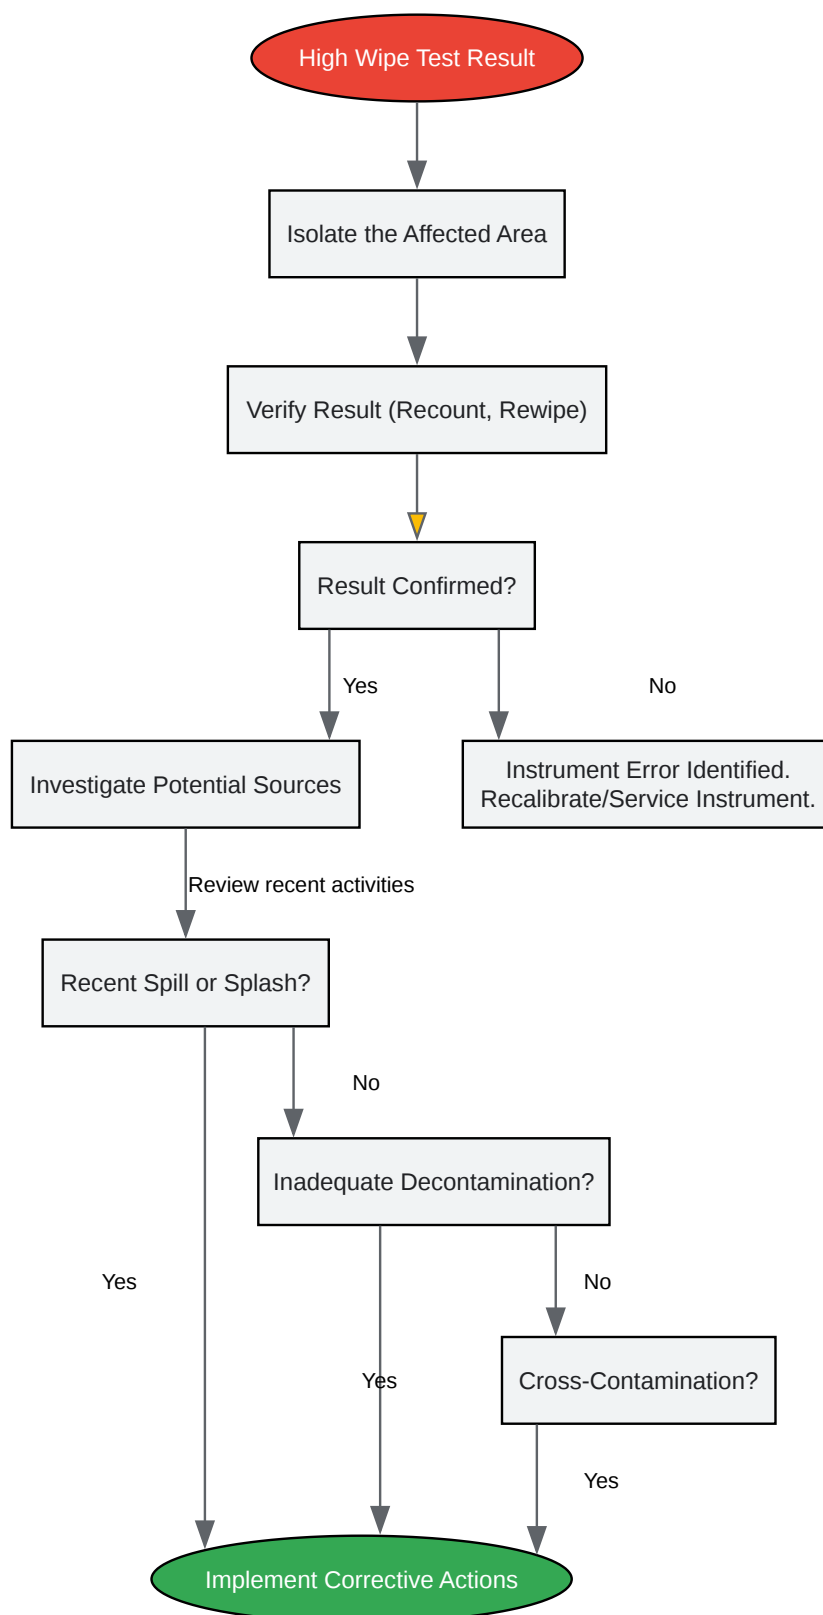 High Wipe Test Result
Isolate the Affected Area
Verify Result (Recount, Rewipe)
Result Confirmed?
Yes
No
Investigate Potential Sources
Instrument Error Identified.
Recalibrate/Service Instrument.
Review recent activities
Recent Spill or Splash?
No
Inadequate Decontamination?
Yes
No
Yes
Cross-Contamination?
Yes
Implement Corrective Actions